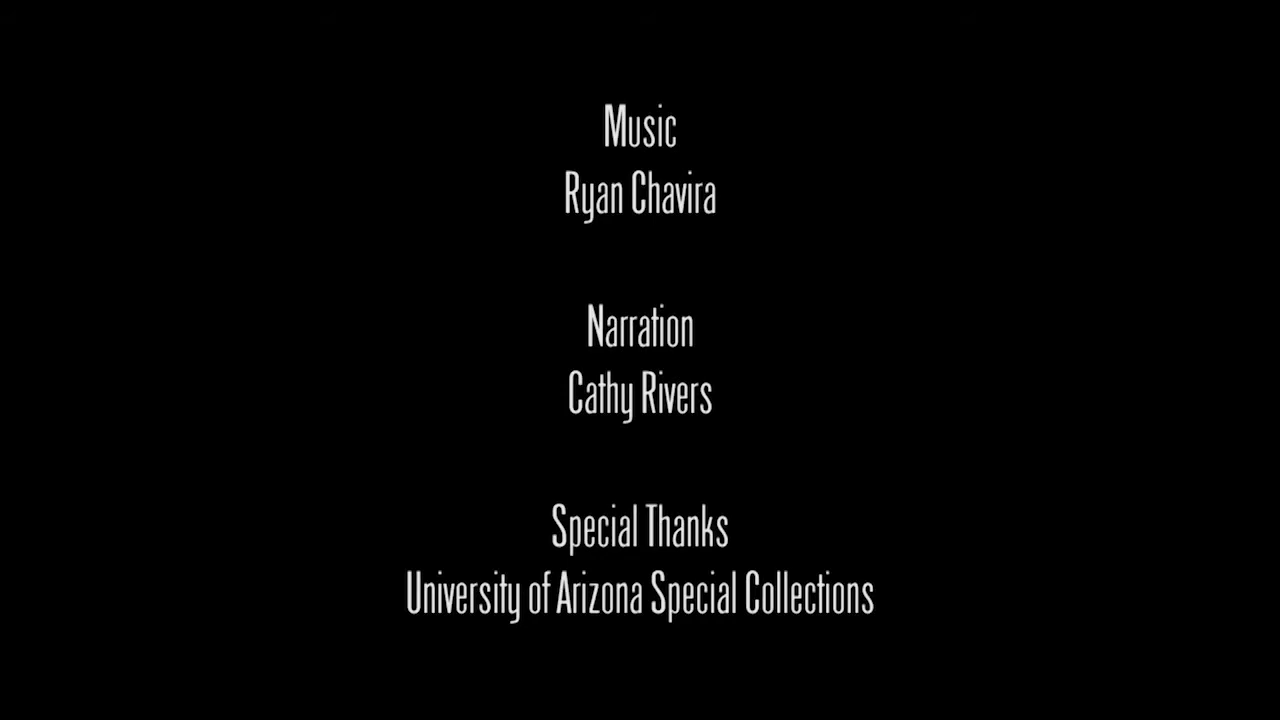 Music
Ryan Chavira
Narration
Cathy Rivers
Special Thanks
University of Arizona Special Collections